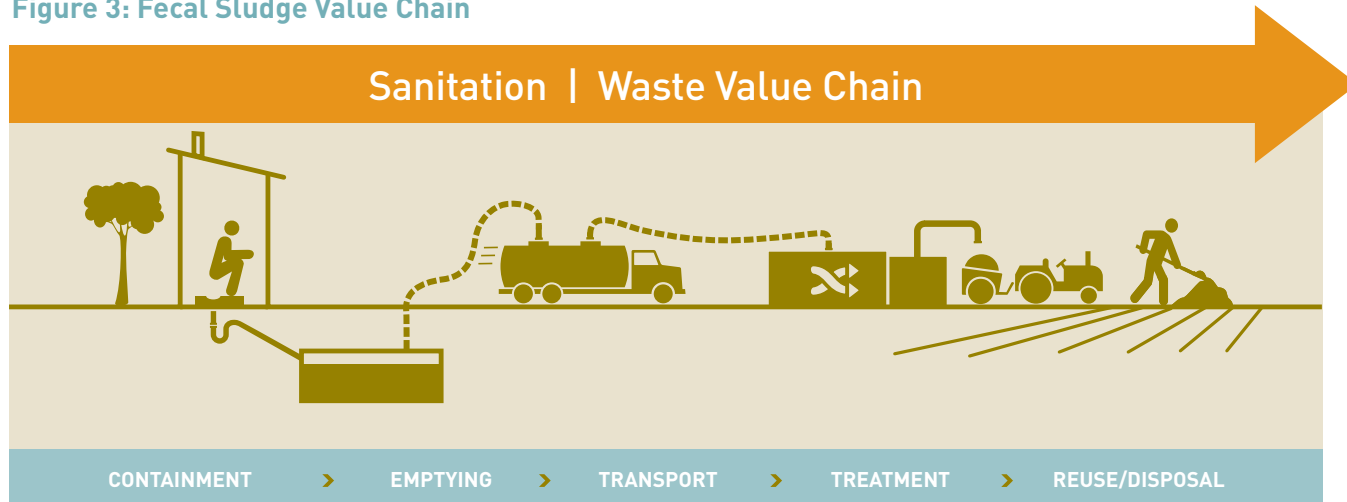 Figure 3: Fecal Sludge Value Chain
Sanitation | Waste Value Chain
CONTAINMENT > EMPTYING > TRANSPORT > TREATMENT > REUSE/DISPOSAL